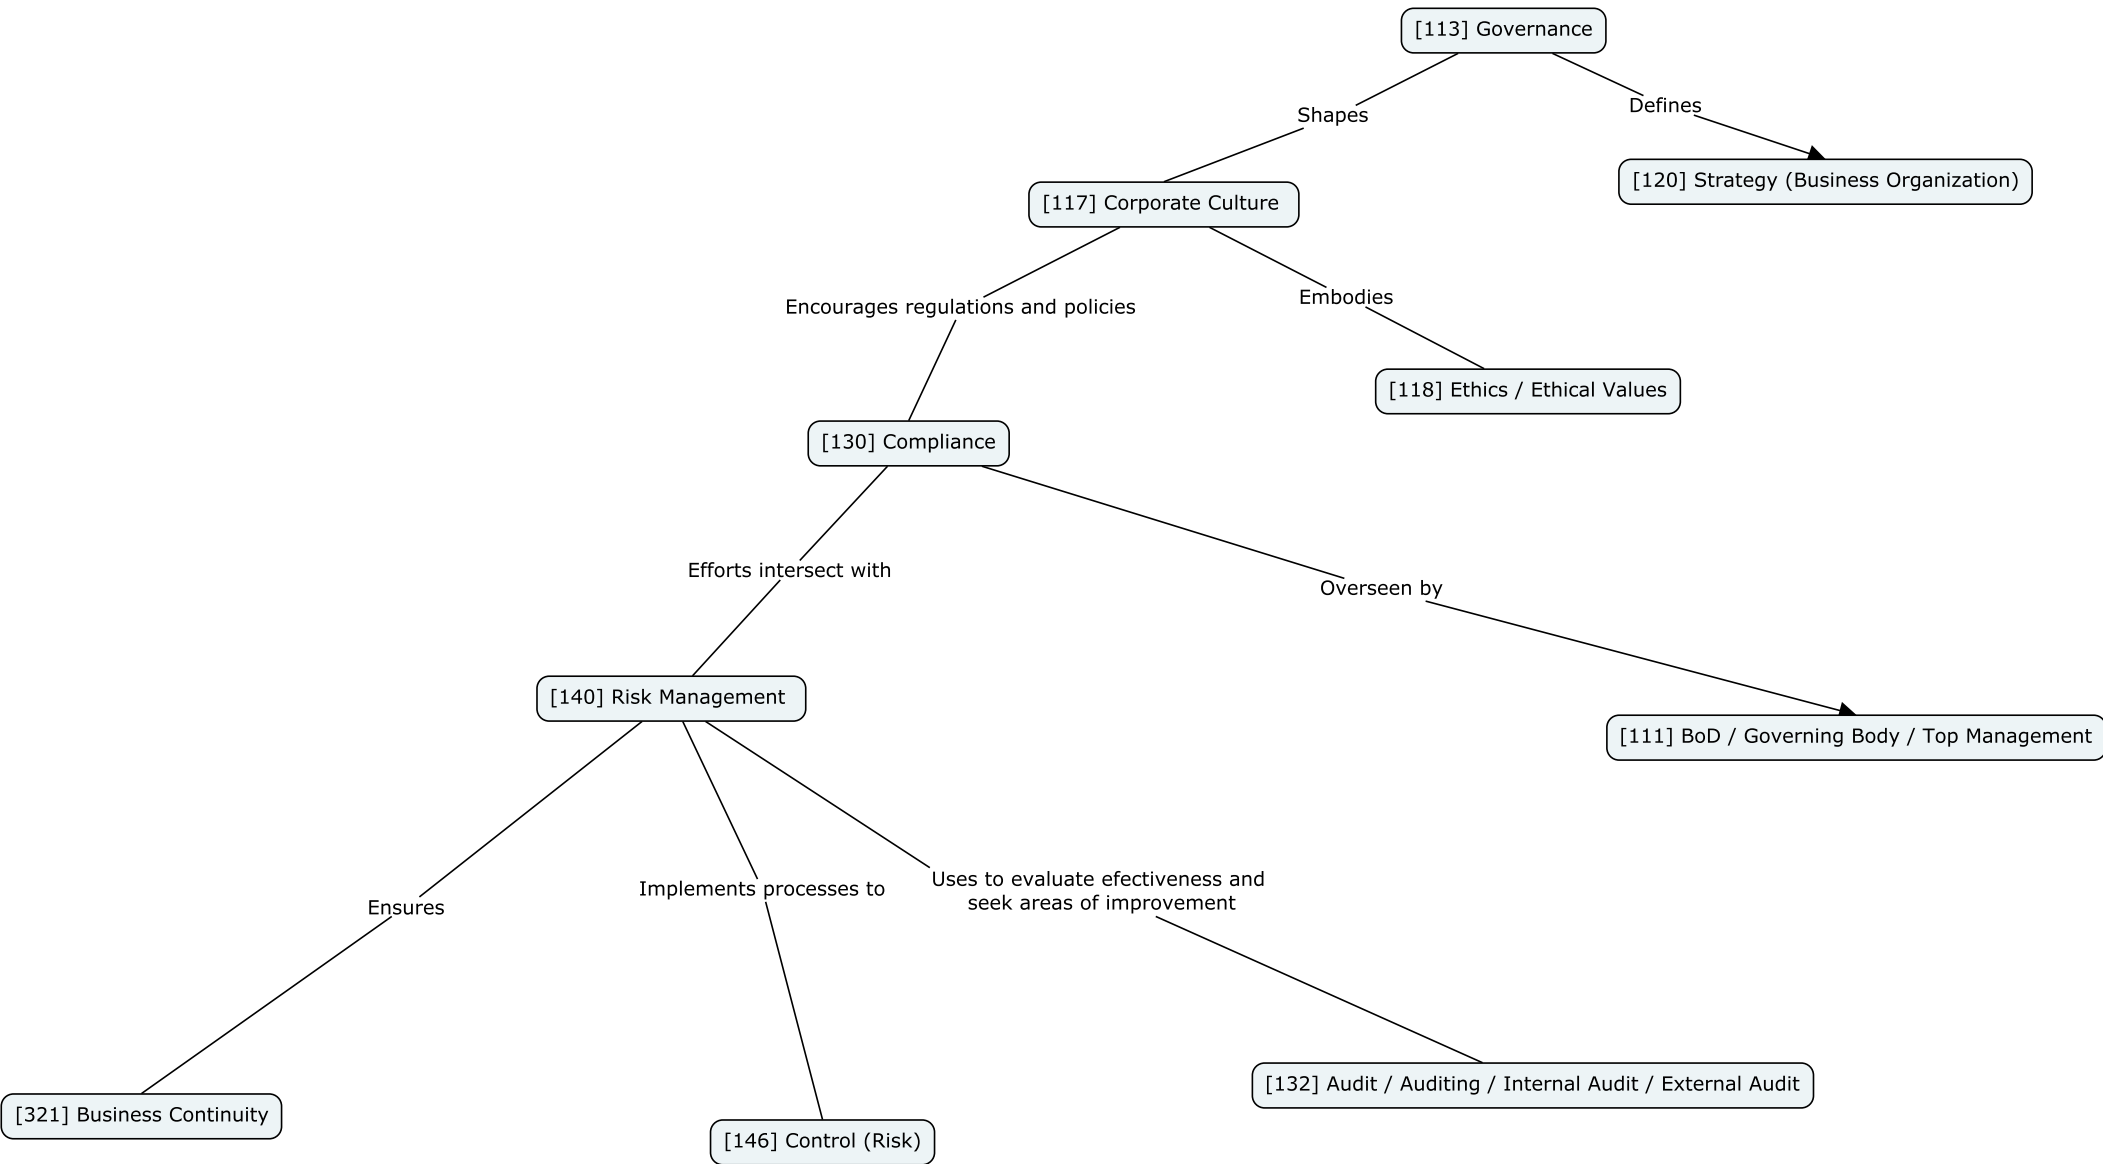 [113] Governance
Shapes
Defines
[120] Strategy (Business Organization)
[117] Corporate Culture
Encourages regulations and policies
Embodies
[118] Ethics / Ethical Values
[130] Compliance
Efforts intersect with
Overseen by
[140] Risk Management
[111] BoD / Governing Body / Top Management
Ensures
Implements processes to
Uses to evaluate efectiveness and
seek areas of improvement
[321] Business Continuity
[146] Control (Risk)
[132] Audit / Auditing / Internal Audit / External Audit